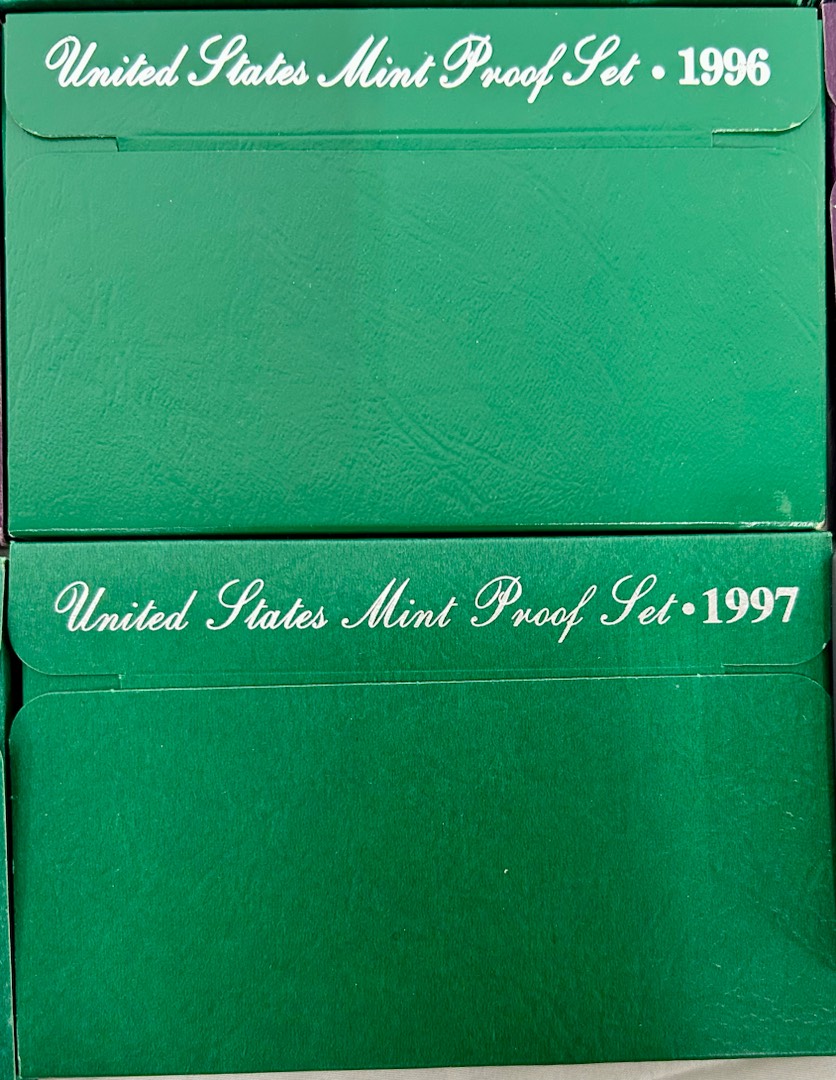 United States Mint Proof Set • 1996
United States Mint Proof Set • 1997